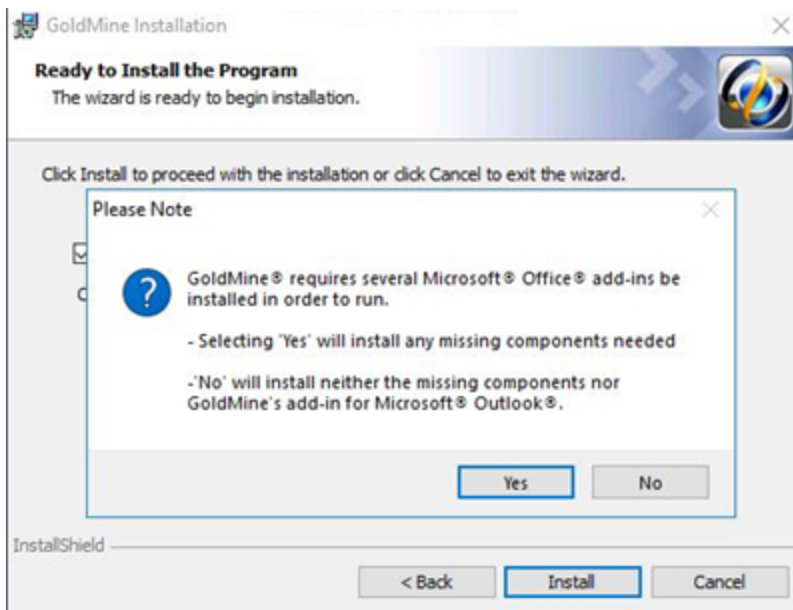 GoldMine Installation
Ready to Install the Program
The wizard is ready to begin installation.
Click Install to proceed with the installation or click Cancel to exit the wizard.
Please Note
GoldMine® requires several Microsoft® Office® add-ins be
installed in order to run.
- Selecting 'Yes' will install any missing components needed
-'No' will install neither the missing components nor
GoldMine's add-in for Microsoft® Outlook®.
Yes
No
InstallShield
< Back
Install
Cancel